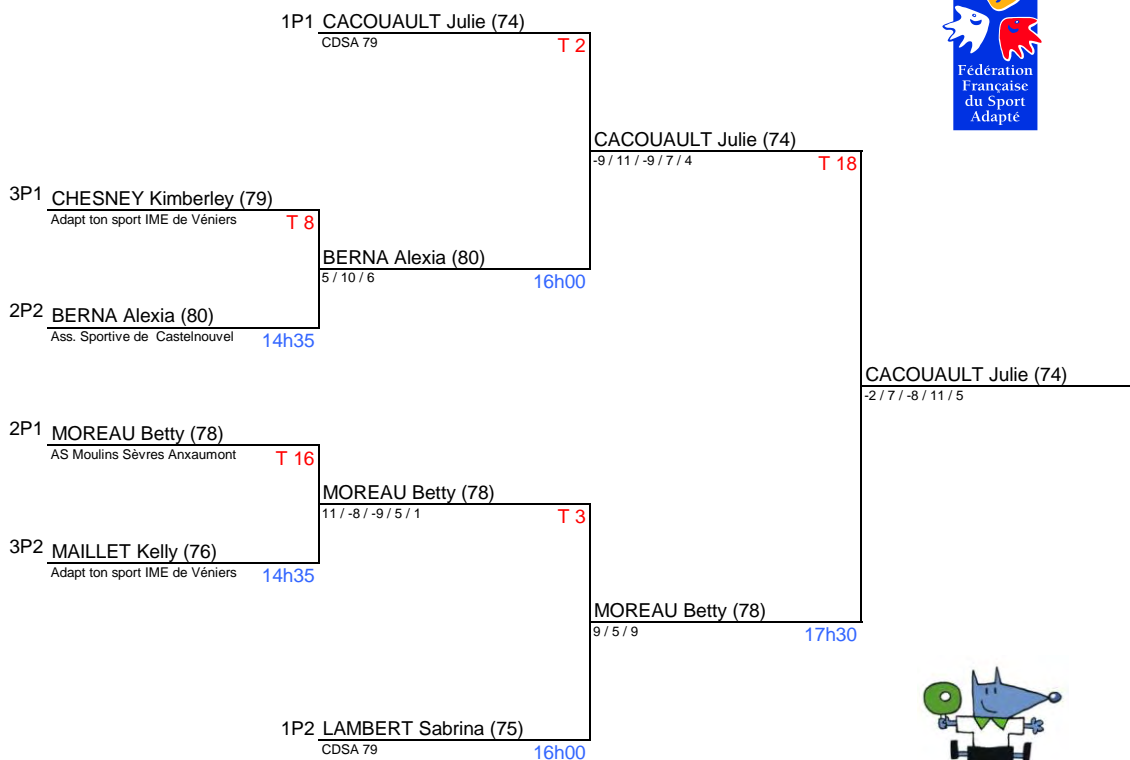 1P1 CACOUAULT Julie (74)
CDSA 79 T 2
Fédération
Française
du Sport
Adapté
CACOUAULT Julie (74)
-9 / 11 / -9 / 7 / 4 T 18
3P1 CHESNEY Kimberley (79)
Adapt ton sport IME de Véniers T 8
BERNA Alexia (80)
5 / 10 / 6 16h00
2P2 BERNA Alexia (80)
Ass. Sportive de Castelnouvel 14h35
CACOUAULT Julie (74)
-2 / 7 / -8 / 11 / 5
2P1 MOREAU Betty (78)
AS Moulins Sèvres Anxaumont T 16
MOREAU Betty (78)
11 / -8 / -9 / 5 / 1 T 3
3P2 MAILLET Kelly (76)
Adapt ton sport IME de Véniers 14h35
MOREAU Betty (78)
9 / 5 / 9 17h30
1P2 LAMBERT Sabrina (75)
CDSA 79 16h00